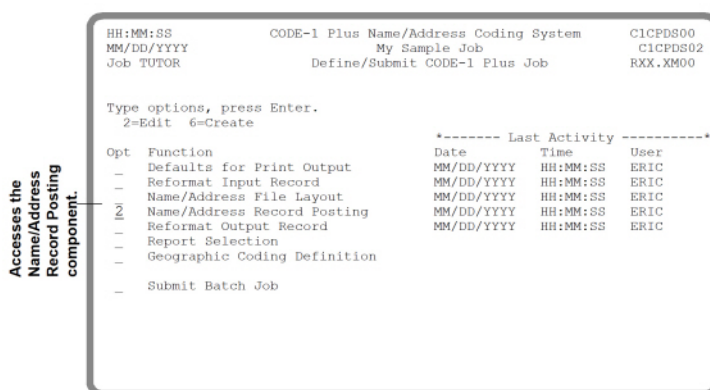 HH:MM:SS CODE-1 Plus Name/Address Coding System C1CPDS00
MM/DD/YYYY My Sample Job C1CPDS02
Job TUTOR Define/Submit CODE-1 Plus Job RXX.XM00
Type options, press Enter.
2=Edit 6=Create
*------- Last Activity ----------*
Opt Function Date Time User
_ Defaults for Print Output MM/DD/YYYY HH:MM:SS ERIC
_ Reformat Input Record MM/DD/YYYY HH:MM:SS ERIC
_ Name/Address File Layout MM/DD/YYYY HH:MM:SS ERIC
2 Name/Address Record Posting MM/DD/YYYY HH:MM:SS ERIC
_ Reformat Output Record MM/DD/YYYY HH:MM:SS ERIC
_ Report Selection
_ Geographic Coding Definition
_ Submit Batch Job
Accesses the
Name/Address
Record Posting
component.